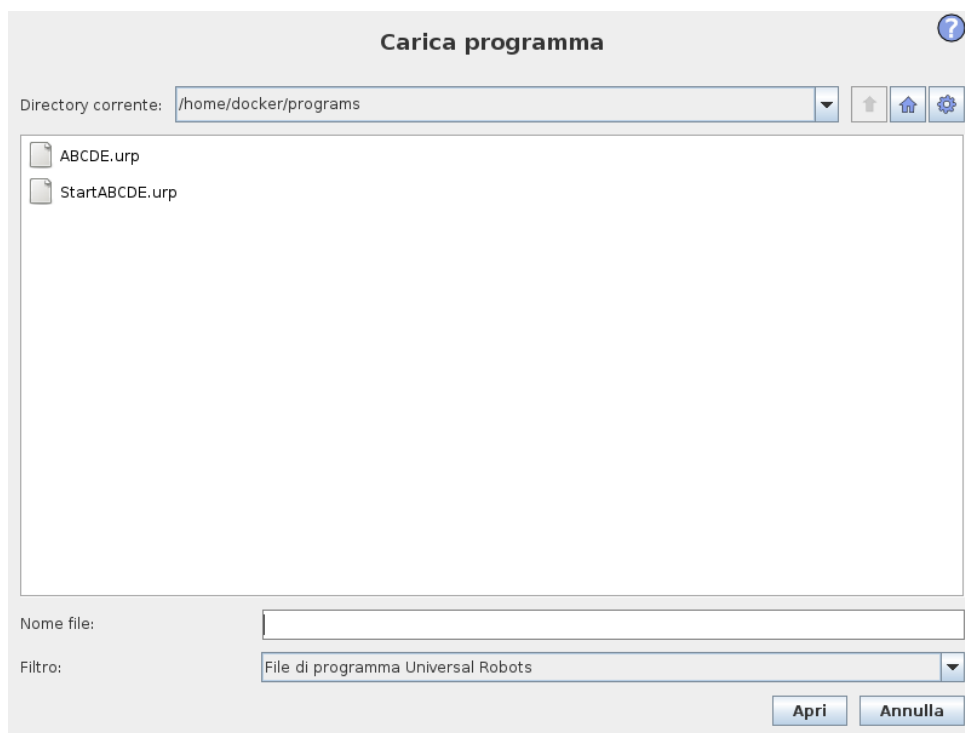 Carica programma
?
Directory corrente: /home/docker/programs
ABCDE.urp
StartABCDE.urp
Nome file:
Filtro: File di programma Universal Robots
Apri Annulla